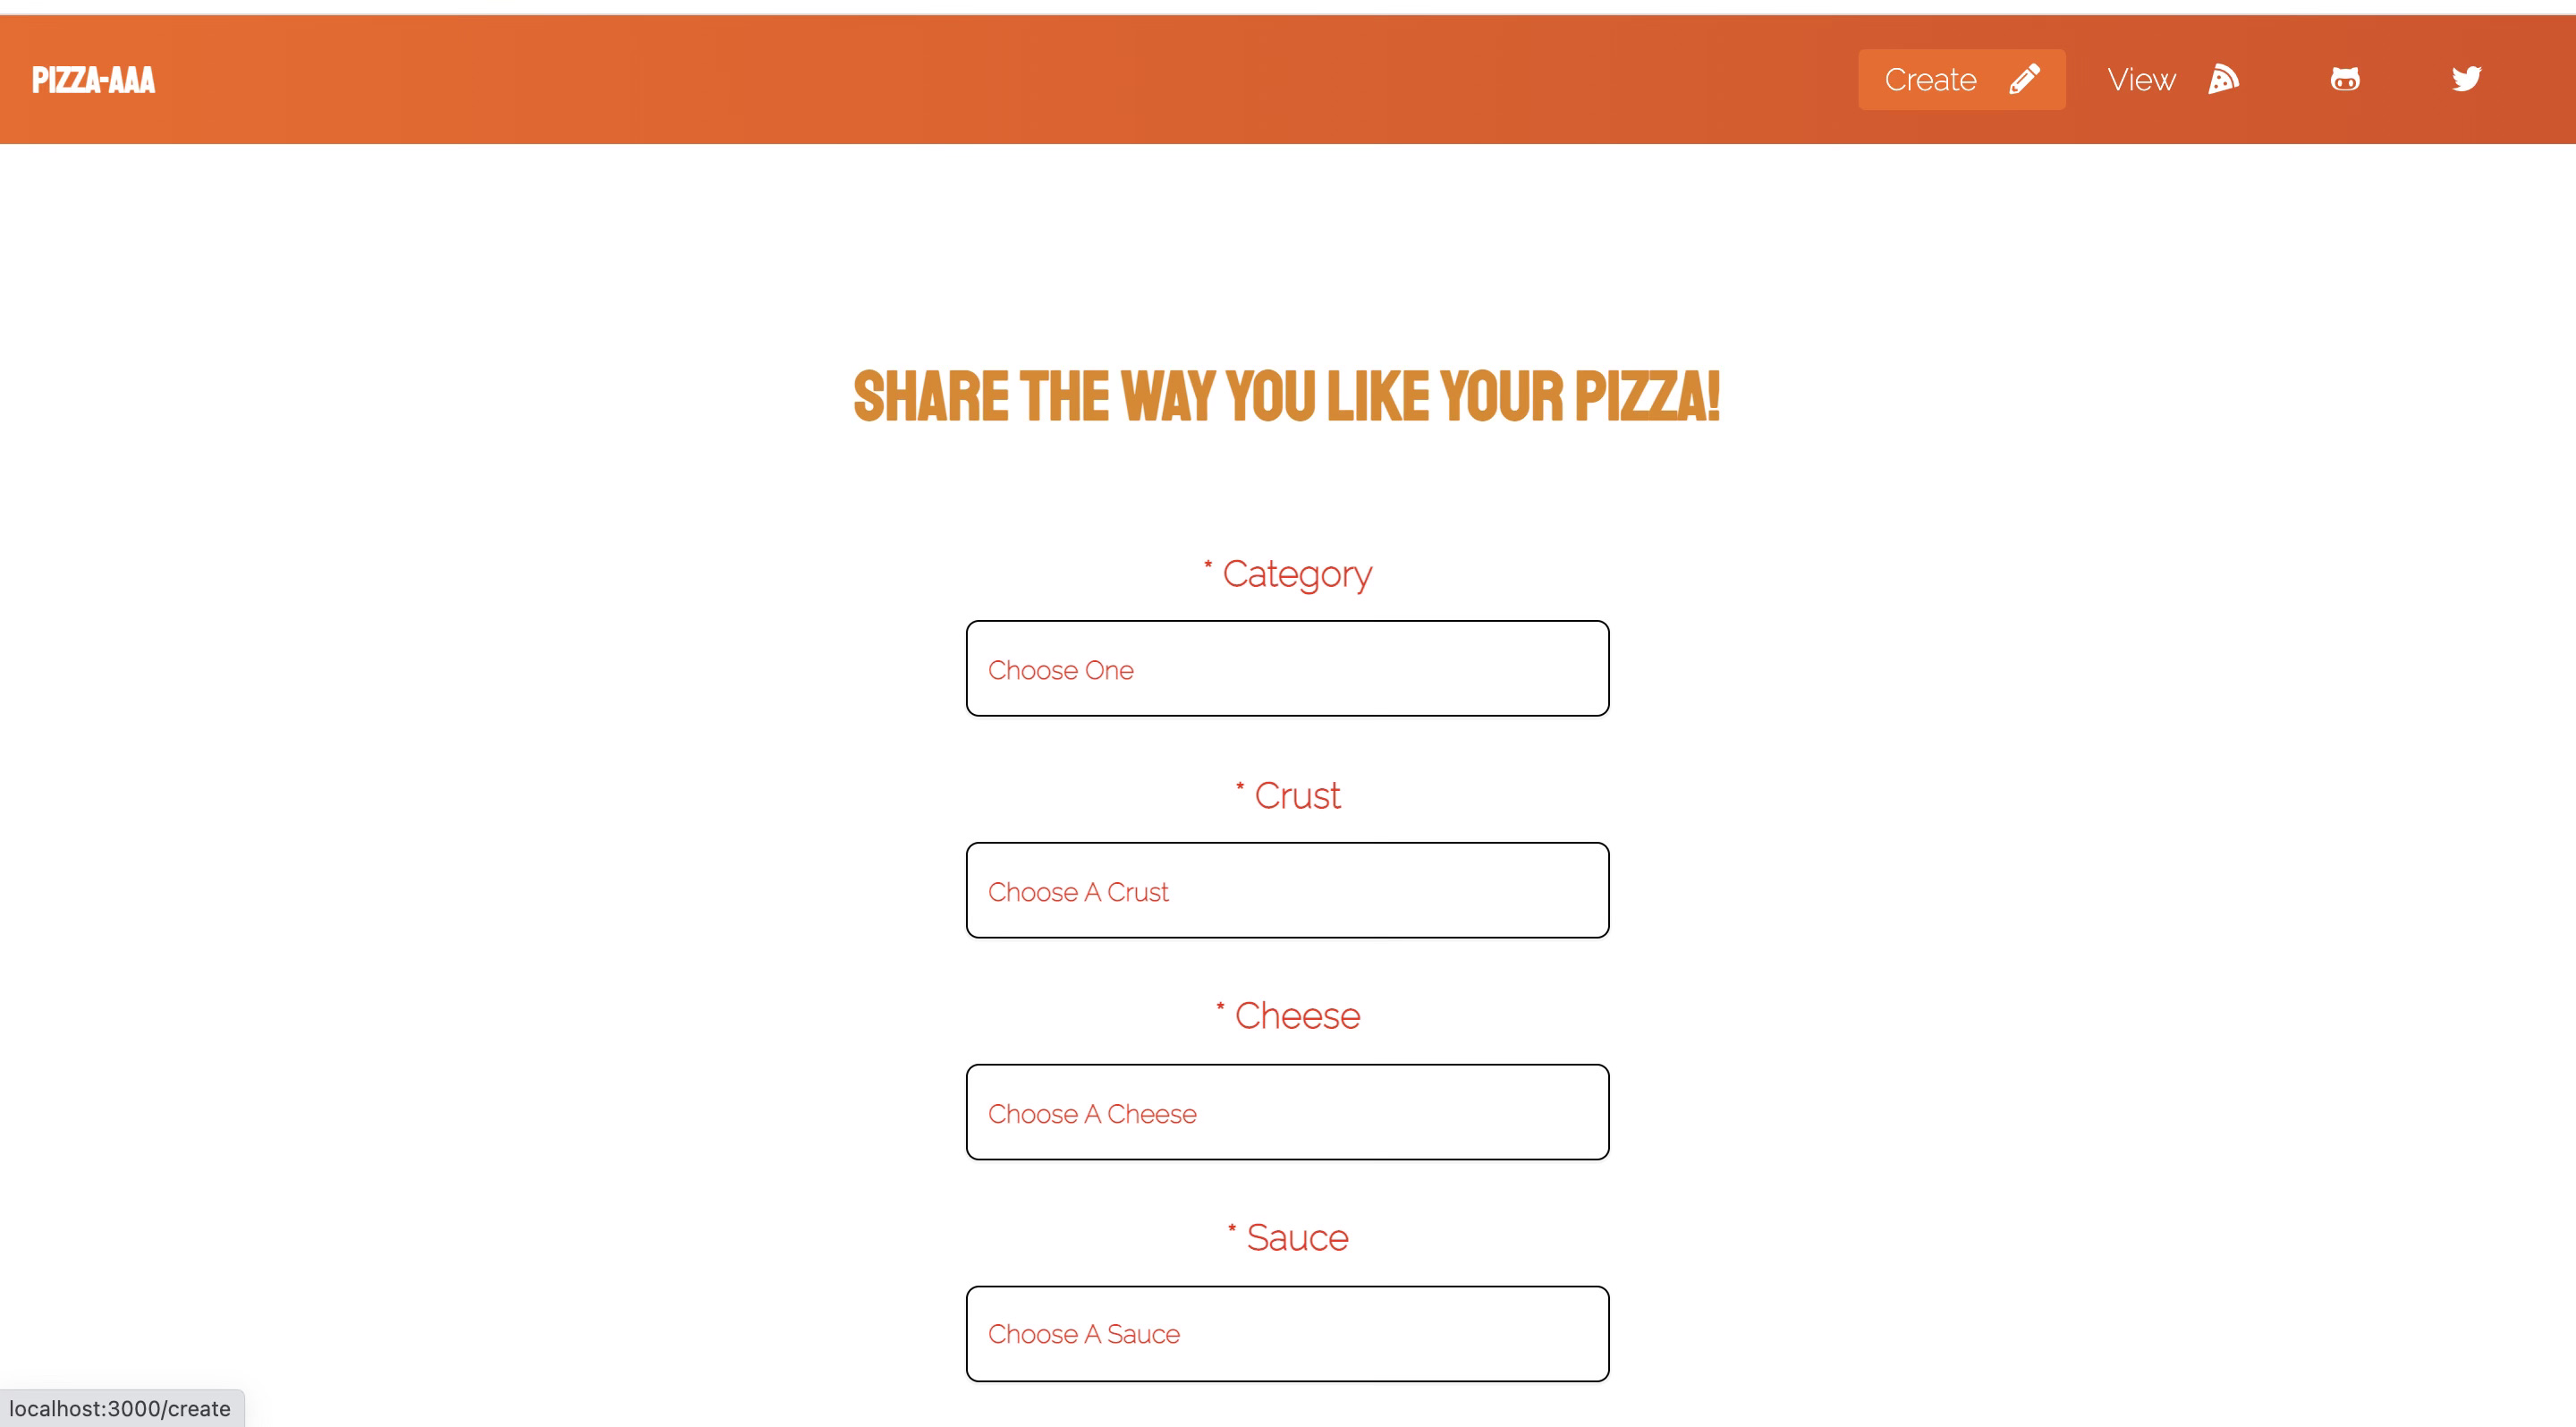 PIZZA-AAA
Create View
SHARE THE WAY YOU LIKE YOUR PIZZA!
* Category
Choose One
* Crust
Choose A Crust
* Cheese
Choose A Cheese
* Sauce
Choose A Sauce
localhost:3000/create